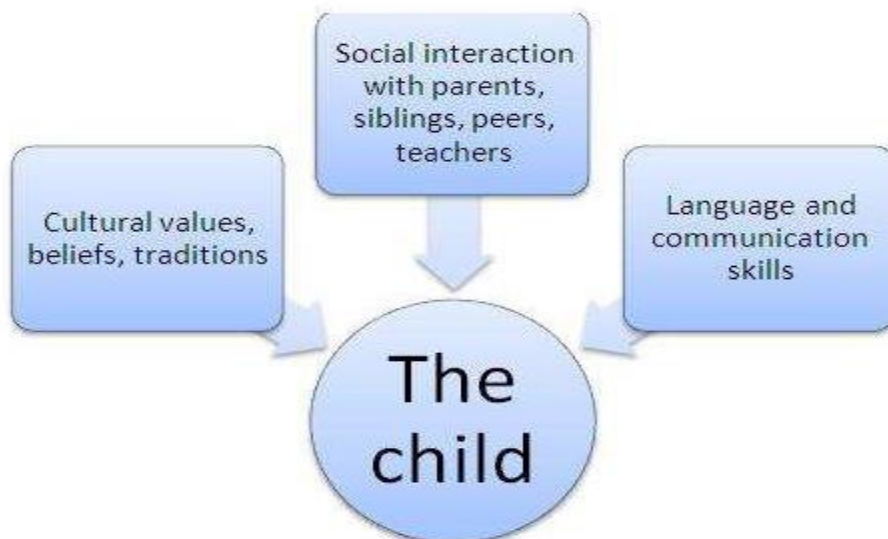 Social interaction
with parents,
siblings, peers,
teachers
Cultural values,
beliefs, traditions
Language and
communication
skills
The
child